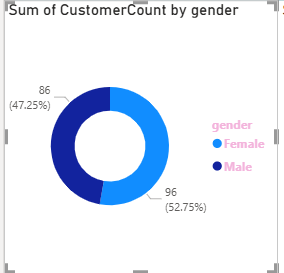 Sum of CustomerCount by gender
86
(47.25%)
gender
Female
Male
96
(52.75%)